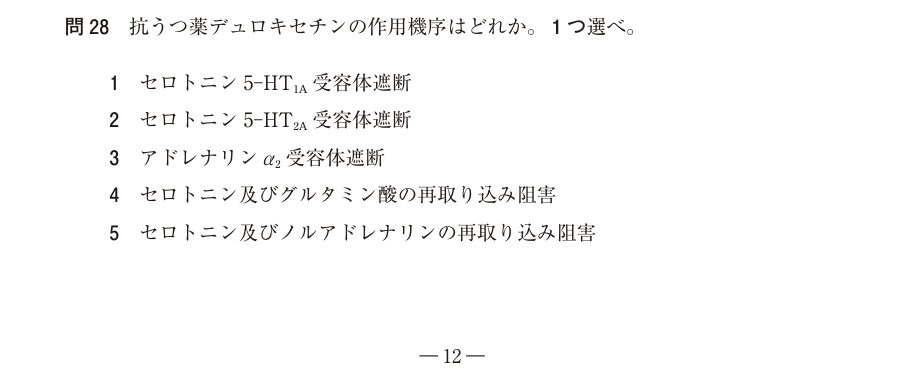 問 28 抗うつ薬デュロキセチンの作用機序はどれか。1つ選べ。
1 セロトニン 5-HT1A 受容体遮断
2 セロトニン 5-HT2A 受容体遮断
3 アドレナリン α2 受容体遮断
4 セロトニン及びグルタミン酸の再取り込み阻害
5 セロトニン及びノルアドレナリンの再取り込み阻害
― 12 ―